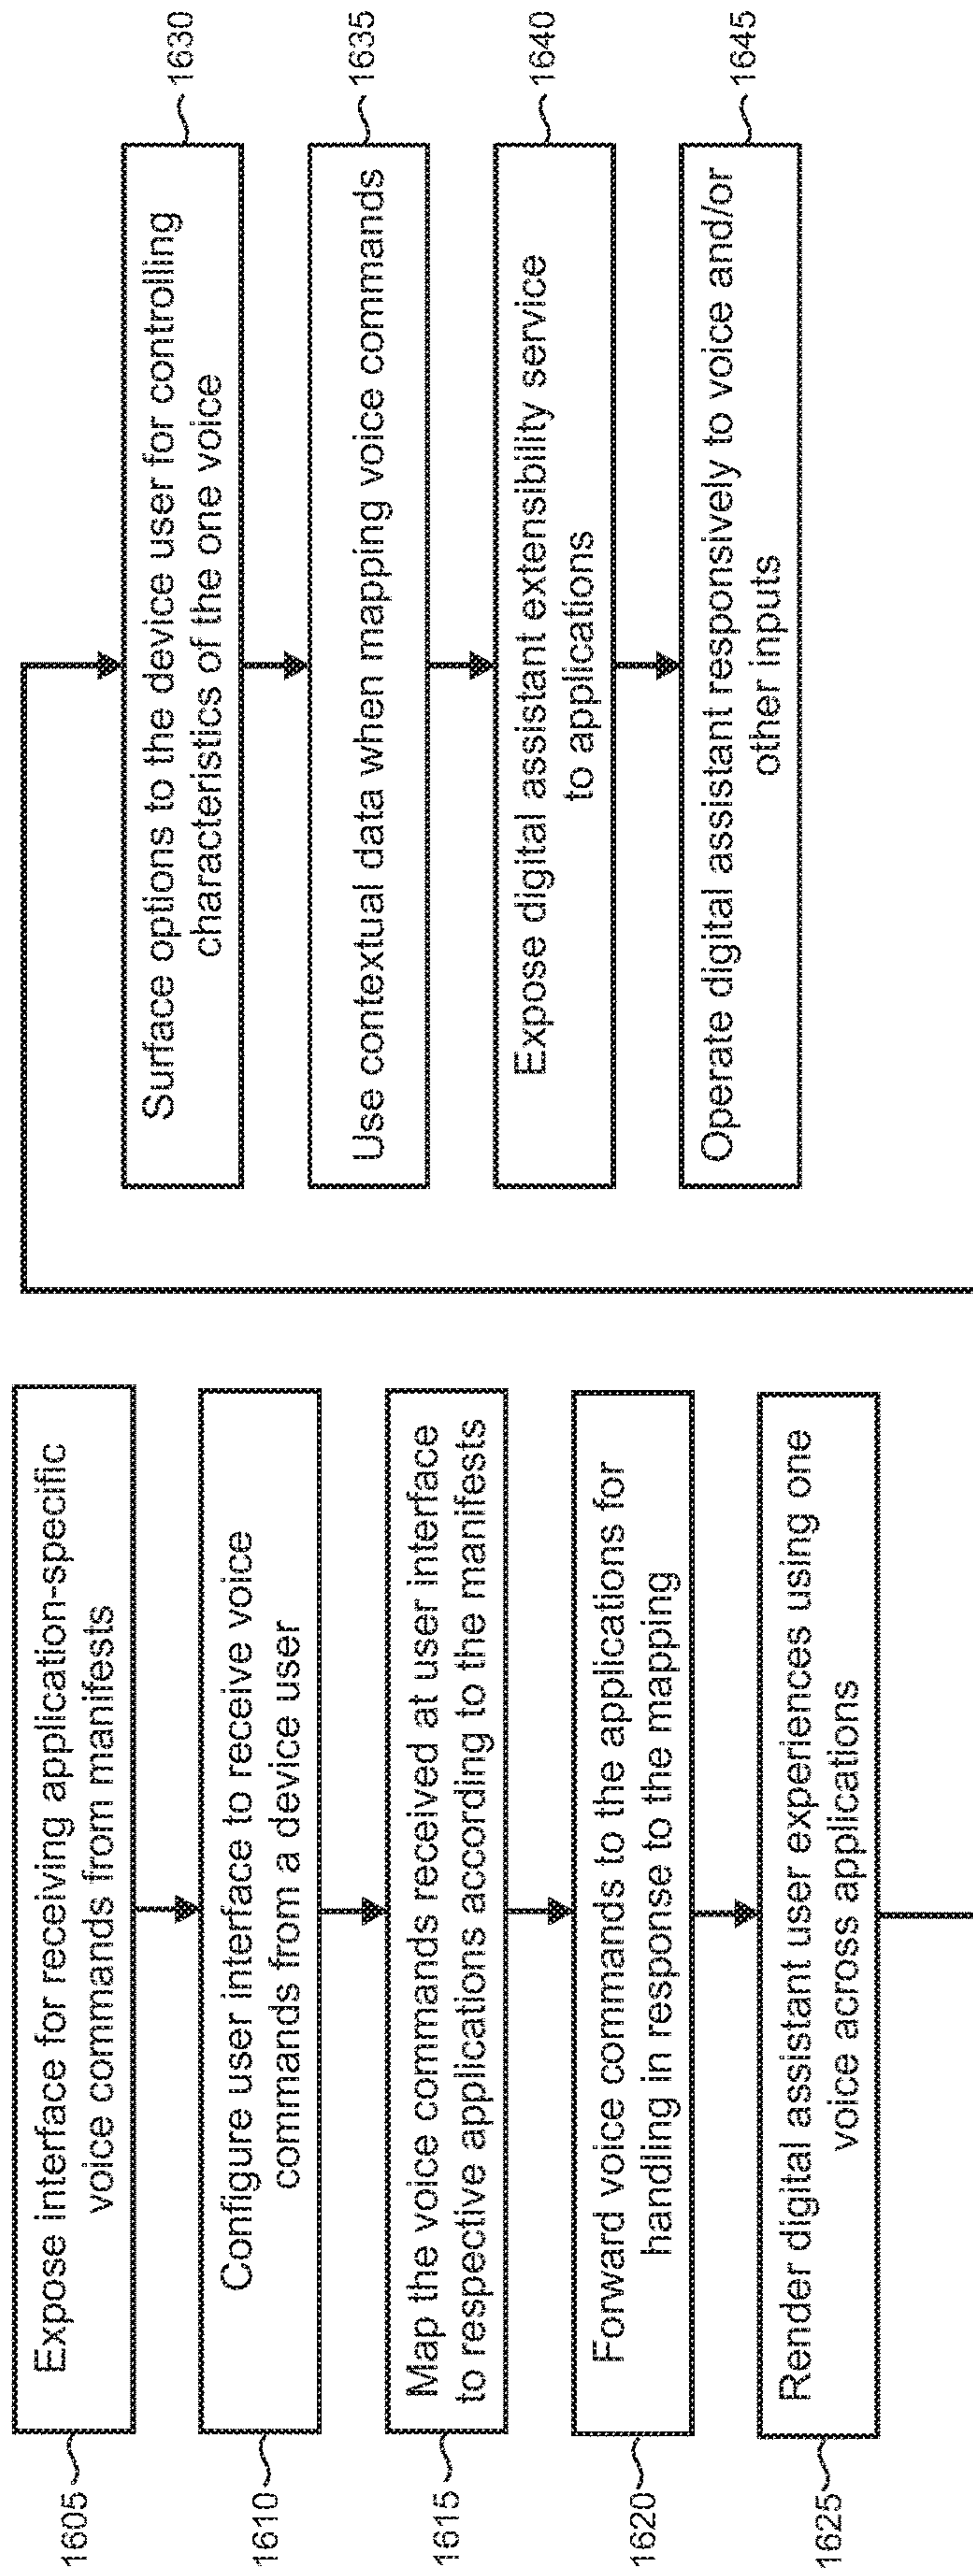 1605
Expose interface for receiving application-specific
voice commands from manifests
1610
Configure user interface to receive voice
commands from a device user
1615
Map the voice commands received at user interface
to respective applications according to the manifests
1620
Forward voice commands to the applications for
handling in response to the mapping
1625
Render digital assistant user experiences using one
voice across applications
Surface options to the device user for controlling
characteristics of the one voice
1630
Use contextual data when mapping voice commands
1635
Expose digital assistant extensibility service
to applications
1640
Operate digital assistant responsively to voice and/or
other inputs
1645